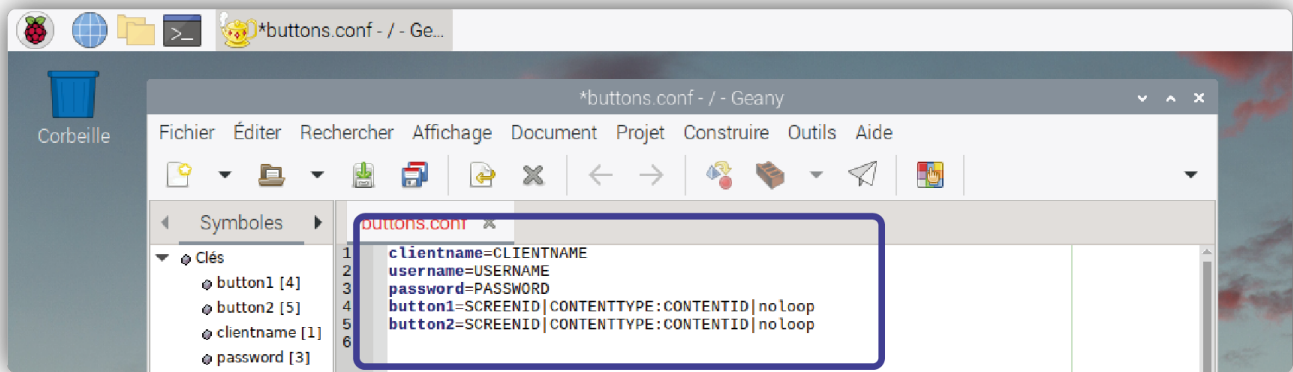 *buttons.conf - / - Ge...
Corbeille
*buttons.conf - / - Geany
Fichier Éditer Rechercher Affichage Document Projet Construire Outils Aide
Symboles
buttons.conf
Clés
button1 [4]
button2 [5]
clientname [1]
password [3]
1 clientname=CLIENTNAME
2 username=USERNAME
3 password=PASSWORD
4 button1=SCREENID|CONTENTTYPE:CONTENTID|noloop
5 button2=SCREENID|CONTENTTYPE:CONTENTID|noloop
6